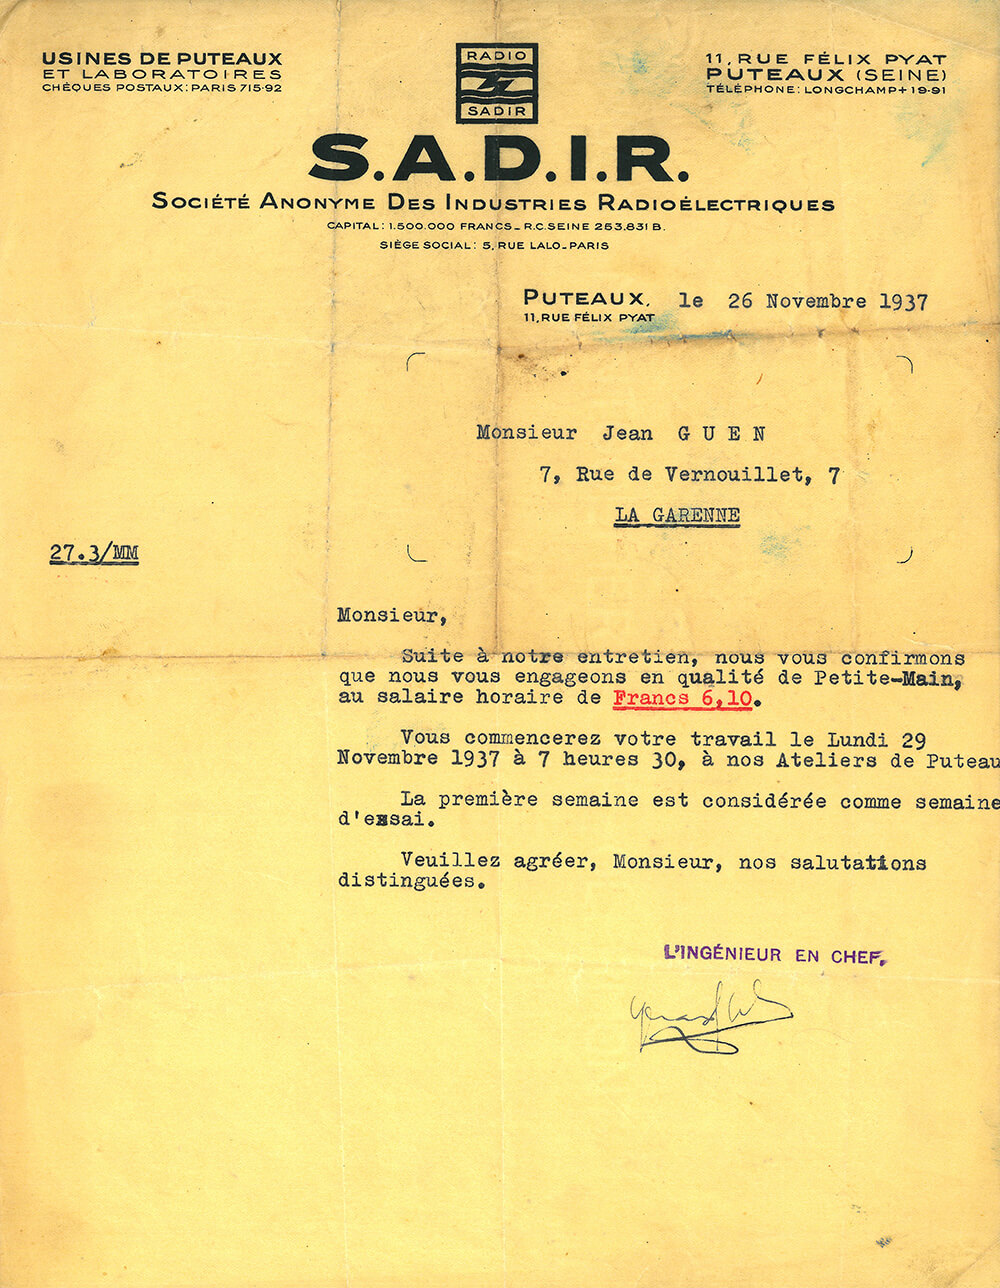 USINES DE PUTEAUX
ET LABORATOIRES
CHÈQUES POSTAUX: PARIS 715-92
RADIO
SADIR
11, RUE FÉLIX PYAT
PUTEAUX (SEINE)
TÉLÉPHONE: LONGCHAMP+19-91
S.A.D.I.R.
SOCIÉTÉ ANONYME DES INDUSTRIES RADIOÉLECTRIQUES
CAPITAL: 1.500.000 FRANCS_R.C. SEINE 253.831 B.
SIÈGE SOCIAL: 5, RUE LALO_PARIS
PUTEAUX, le 26 Novembre 1937
11, RUE FÉLIX PYAT
Monsieur Jean G U E N
7, Rue de Vernouillet, 7
LA GARENNE
27.3/MM
Monsieur,
Suite à notre entretien, nous vous confirmons
que nous vous engageons en qualité de Petite-Main,
au salaire horaire de Francs 6,10.
Vous commencerez votre travail le Lundi 29
Novembre 1937 à 7 heures 30, à nos Ateliers de Puteau
La première semaine est considérée comme semaine
d'essai.
Veuillez agréer, Monsieur, nos salutations
distinguées.
L'INGÉNIEUR EN CHEF,